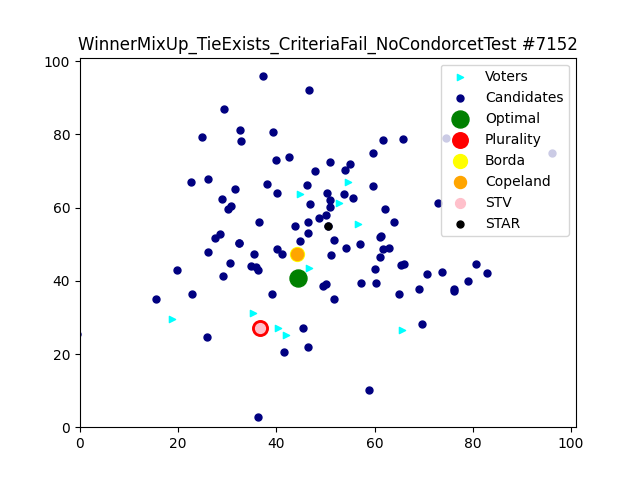 WinnerMixUp_TieExists_CriteriaFail_NoCondorcetTest #7152
100
80
60
40
20
0
0
20
40
60
80
100
Voters
Candidates
Optimal
Plurality
Borda
Copeland
STV
STAR